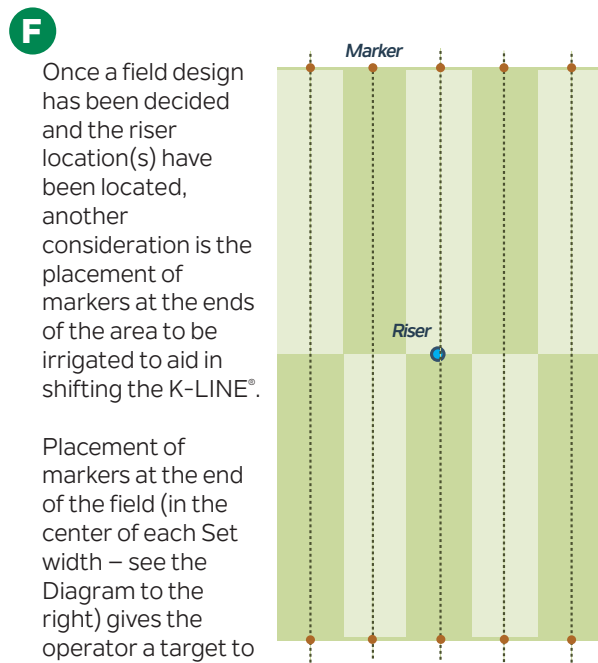 F
Once a field design
has been decided
and the riser
location(s) have
been located,
another
consideration is the
placement of
markers at the ends
of the area to be
irrigated to aid in
shifting the K-LINE®.
Placement of
markers at the end
of the field (in the
center of each Set
width – see the
Diagram to the
right) gives the
operator a target to
Marker
Riser